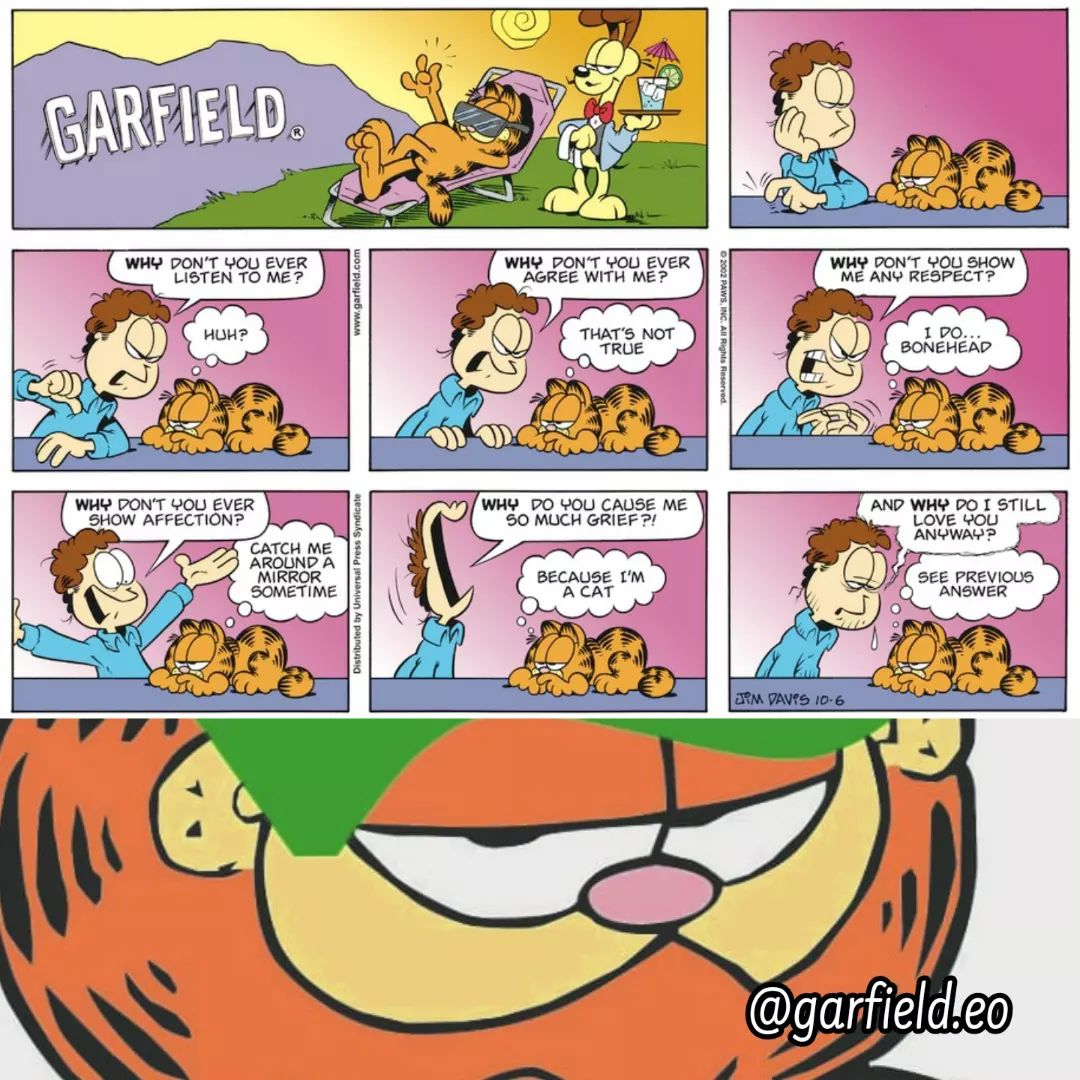 GARFIELD®
WHY DON'T YOU EVER
LISTEN TO ME?
HUH?
www.garfield.com
WHY DON'T YOU EVER
AGREE WITH ME?
THAT'S NOT
TRUE
© 2002 PAWS, INC. All Rights Reserved.
WHY DON'T YOU SHOW
ME ANY RESPECT?
I DO...
BONEHEAD
WHY DON'T YOU EVER
SHOW AFFECTION?
CATCH ME
AROUND A
MIRROR
SOMETIME
Distributed by Universal Press Syndicate
WHY DO YOU CAUSE ME
SO MUCH GRIEF?!
BECAUSE I'M
A CAT
AND WHY DO I STILL
LOVE YOU
ANYWAY?
SEE PREVIOUS
ANSWER
JIM DAVIS 10-6
@garfield.eo